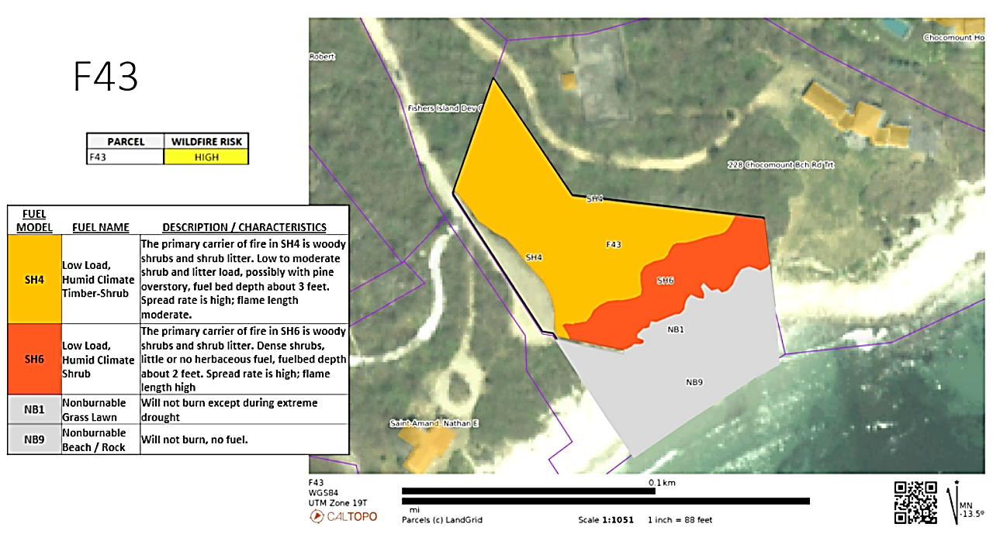 F43
PARCEL WILDFIRE RISK
F43 HIGH
FUEL MODEL FUEL NAME DESCRIPTION / CHARACTERISTICS
SH4
Low Load,
Humid Climate
Timber-Shrub
The primary carrier of fire in SH4 is woody
shrubs and shrub litter. Low to moderate
shrub and litter load, possibly with pine
overstory, fuel bed depth about 3 feet.
Spread rate is high; flame length
moderate.
SH6
Low Load,
Humid Climate
Shrub
The primary carrier of fire in SH6 is woody
shrubs and shrub litter. Dense shrubs,
little or no herbaceous fuel, fuelbed depth
about 2 feet. Spread rate is high; flame
length high
NB1
Nonburnable
Grass Lawn
Will not burn except during extreme
drought
NB9
Nonburnable
Beach / Rock
Will not burn, no fuel.
Robert
Chocomount Ho
Fishers Island Dev C
228 Chocomount Bch Rd Trt
SH4
F43
SH4
SH6
NB1
NB9
Saint-Amand, Nathan E
F43
WGS84
UTM Zone 19T
CALTOPO
0.1 km
mi
Parcels (c) LandGrid
Scale 1:1051 1 inch = 88 feet
MN
-13.5°